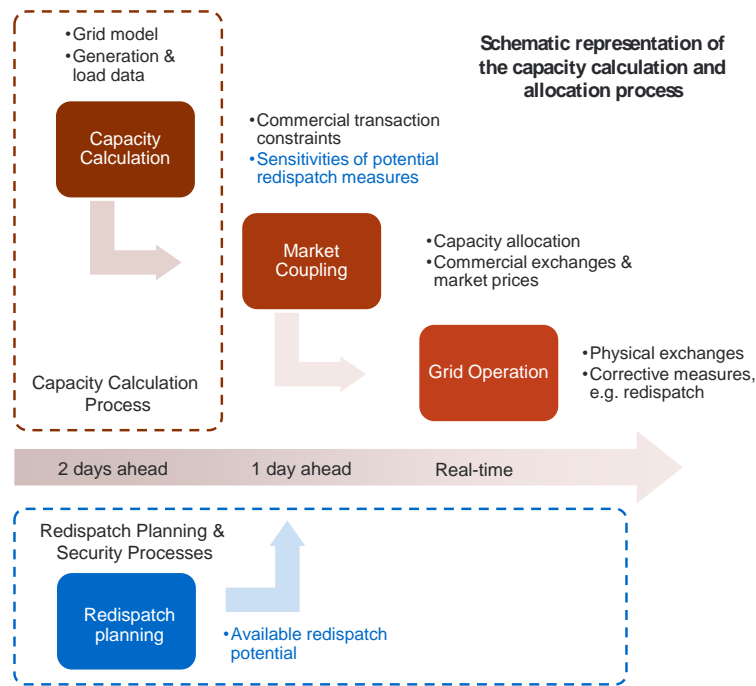 •Grid model
•Generation &
load data
Schematic representation of
the capacity calculation and
allocation process
Capacity
Calculation
•Commercial transaction
constraints
•Sensitivities of potential
redispatch measures
Market
Coupling
•Capacity allocation
•Commercial exchanges &
market prices
Grid Operation
•Physical exchanges
•Corrective measures,
e.g. redispatch
Capacity Calculation
Process
2 days ahead
1 day ahead
Real-time
Redispatch Planning &
Security Processes
Redispatch
planning
•Available redispatch
potential